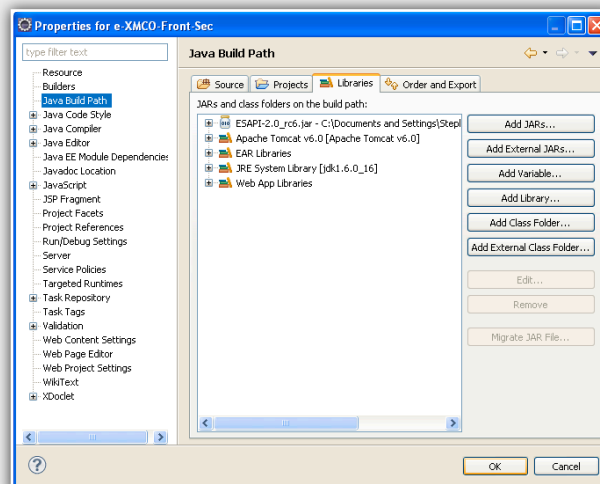 Properties for e-XMCO-Front-Sec
type filter text
Resource
Builders
Java Build Path
Java Code Style
Java Compiler
Java Editor
Java EE Module Dependencies
Javadoc Location
JavaScript
JSP Fragment
Project Facets
Project References
Run/Debug Settings
Server
Service Policies
Targeted Runtimes
Task Repository
Task Tags
Validation
Web Content Settings
Web Page Editor
Web Project Settings
WikiText
XDoclet
Java Build Path
Source Projects Libraries Order and Export
JARs and class folders on the build path:
ESAPI-2.0_rc6.jar - C:\Documents and Settings\Stepl
Apache Tomcat v6.0 [Apache Tomcat v6.0]
EAR Libraries
JRE System Library [jdk1.6.0_16]
Web App Libraries
Add JARs...
Add External JARs...
Add Variable...
Add Library...
Add Class Folder...
Add External Class Folder...
Edit...
Remove
Migrate JAR File...
OK Cancel